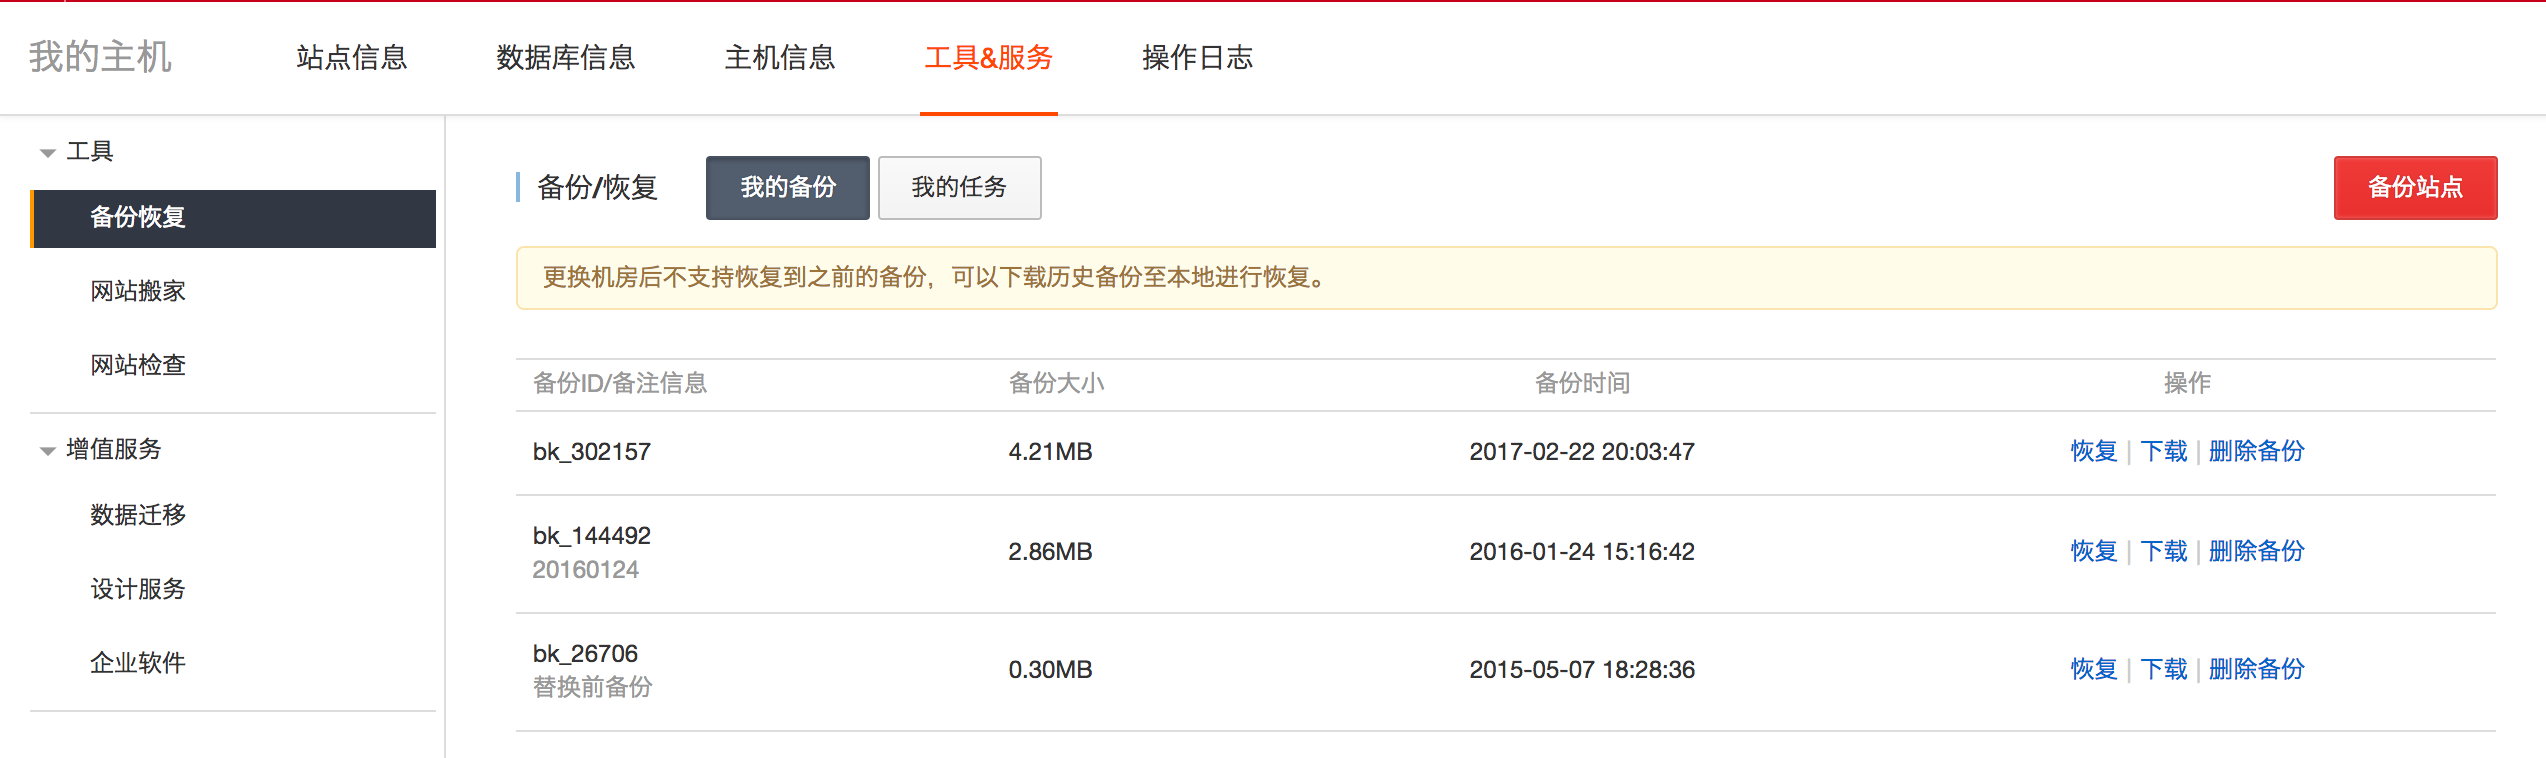 我的主机 站点信息 数据库信息 主机信息 工具&服务 操作日志
工具
备份恢复
网站搬家
网站检查
增值服务
数据迁移
设计服务
企业软件
备份/恢复 我的备份 我的任务 备份站点
更换机房后不支持恢复到之前的备份，可以下载历史备份至本地进行恢复。
备份ID/备注信息 备份大小 备份时间 操作
bk_302157 4.21MB 2017-02-22 20:03:47 恢复 | 下载 | 删除备份
bk_144492 2.86MB 2016-01-24 15:16:42 恢复 | 下载 | 删除备份
20160124
bk_26706 0.30MB 2015-05-07 18:28:36 恢复 | 下载 | 删除备份
替换前备份